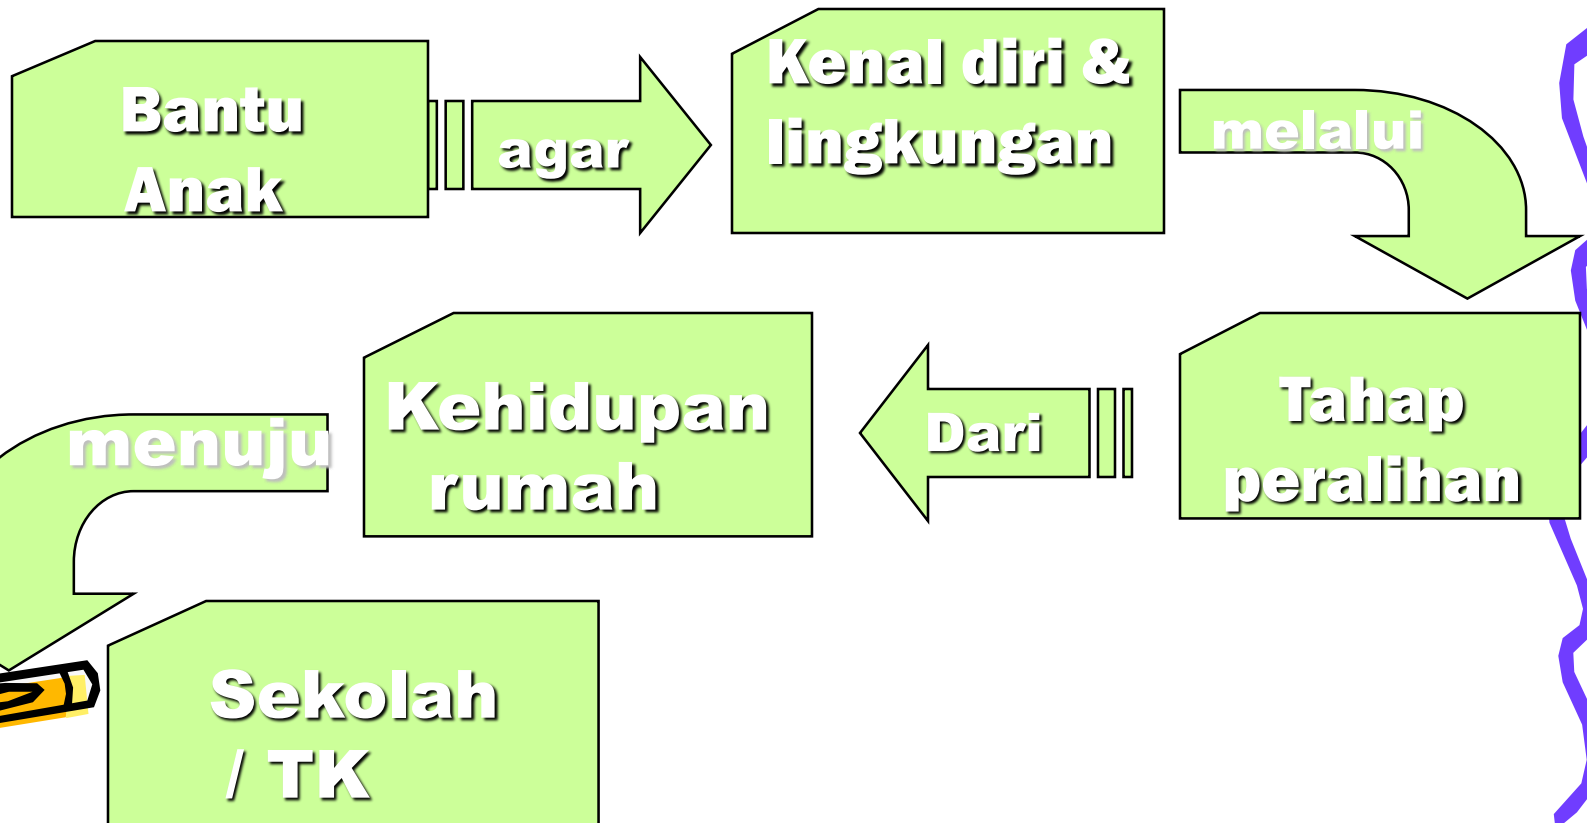 Bantu
Anak
agar
Kenal diri &
lingkungan
melalui
Tahap
peralihan
Dari
Kehidupan
rumah
menuju
Sekolah
/ TK